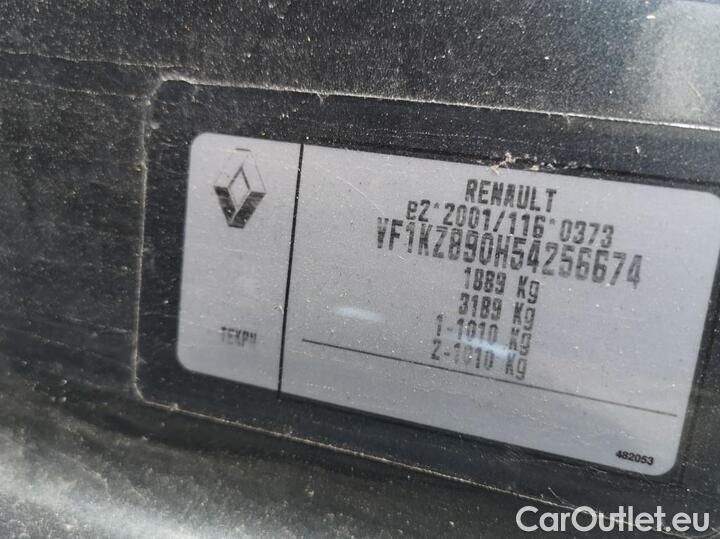 RENAULT
e2*2001/116*0373
VF1KZ890H54256674
1889 Kg
3189 Kg
1-1010 Kg
2-1010 Kg
482053
CarOutlet.eu